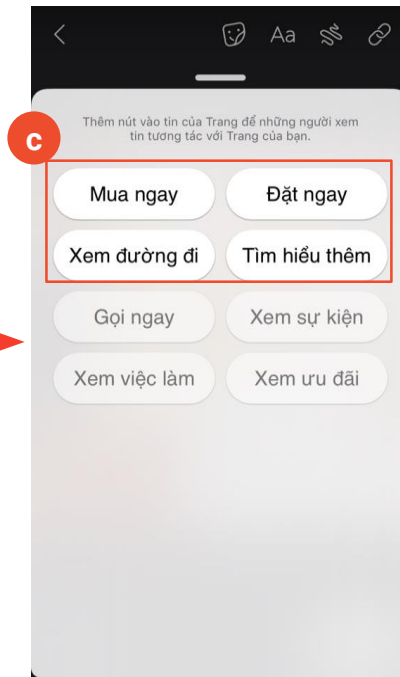 Aa
Thêm nút vào tin của Trang để những người xem
tin tương tác với Trang của bạn.
c
Mua ngay
Đặt ngay
Xem đường đi
Tìm hiểu thêm
Gọi ngay
Xem sự kiện
Xem việc làm
Xem ưu đãi